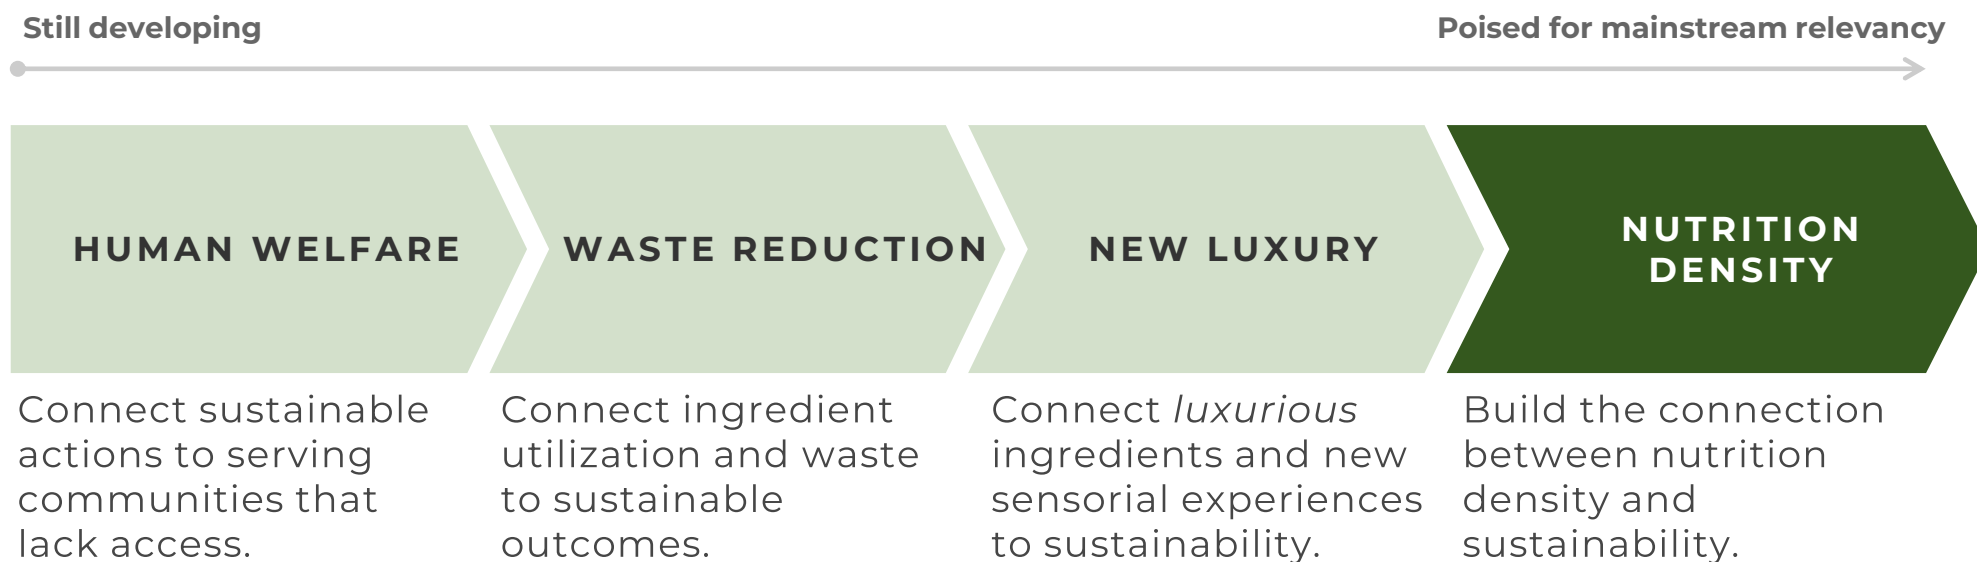 Still developing
Poised for mainstream relevancy
HUMAN WELFARE
WASTE REDUCTION
NEW LUXURY
NUTRITION
DENSITY
Connect sustainable
actions to serving
communities that
lack access.
Connect ingredient
utilization and waste
to sustainable
outcomes.
Connect luxurious
ingredients and new
sensorial experiences
to sustainability.
Build the connection
between nutrition
density and
sustainability.